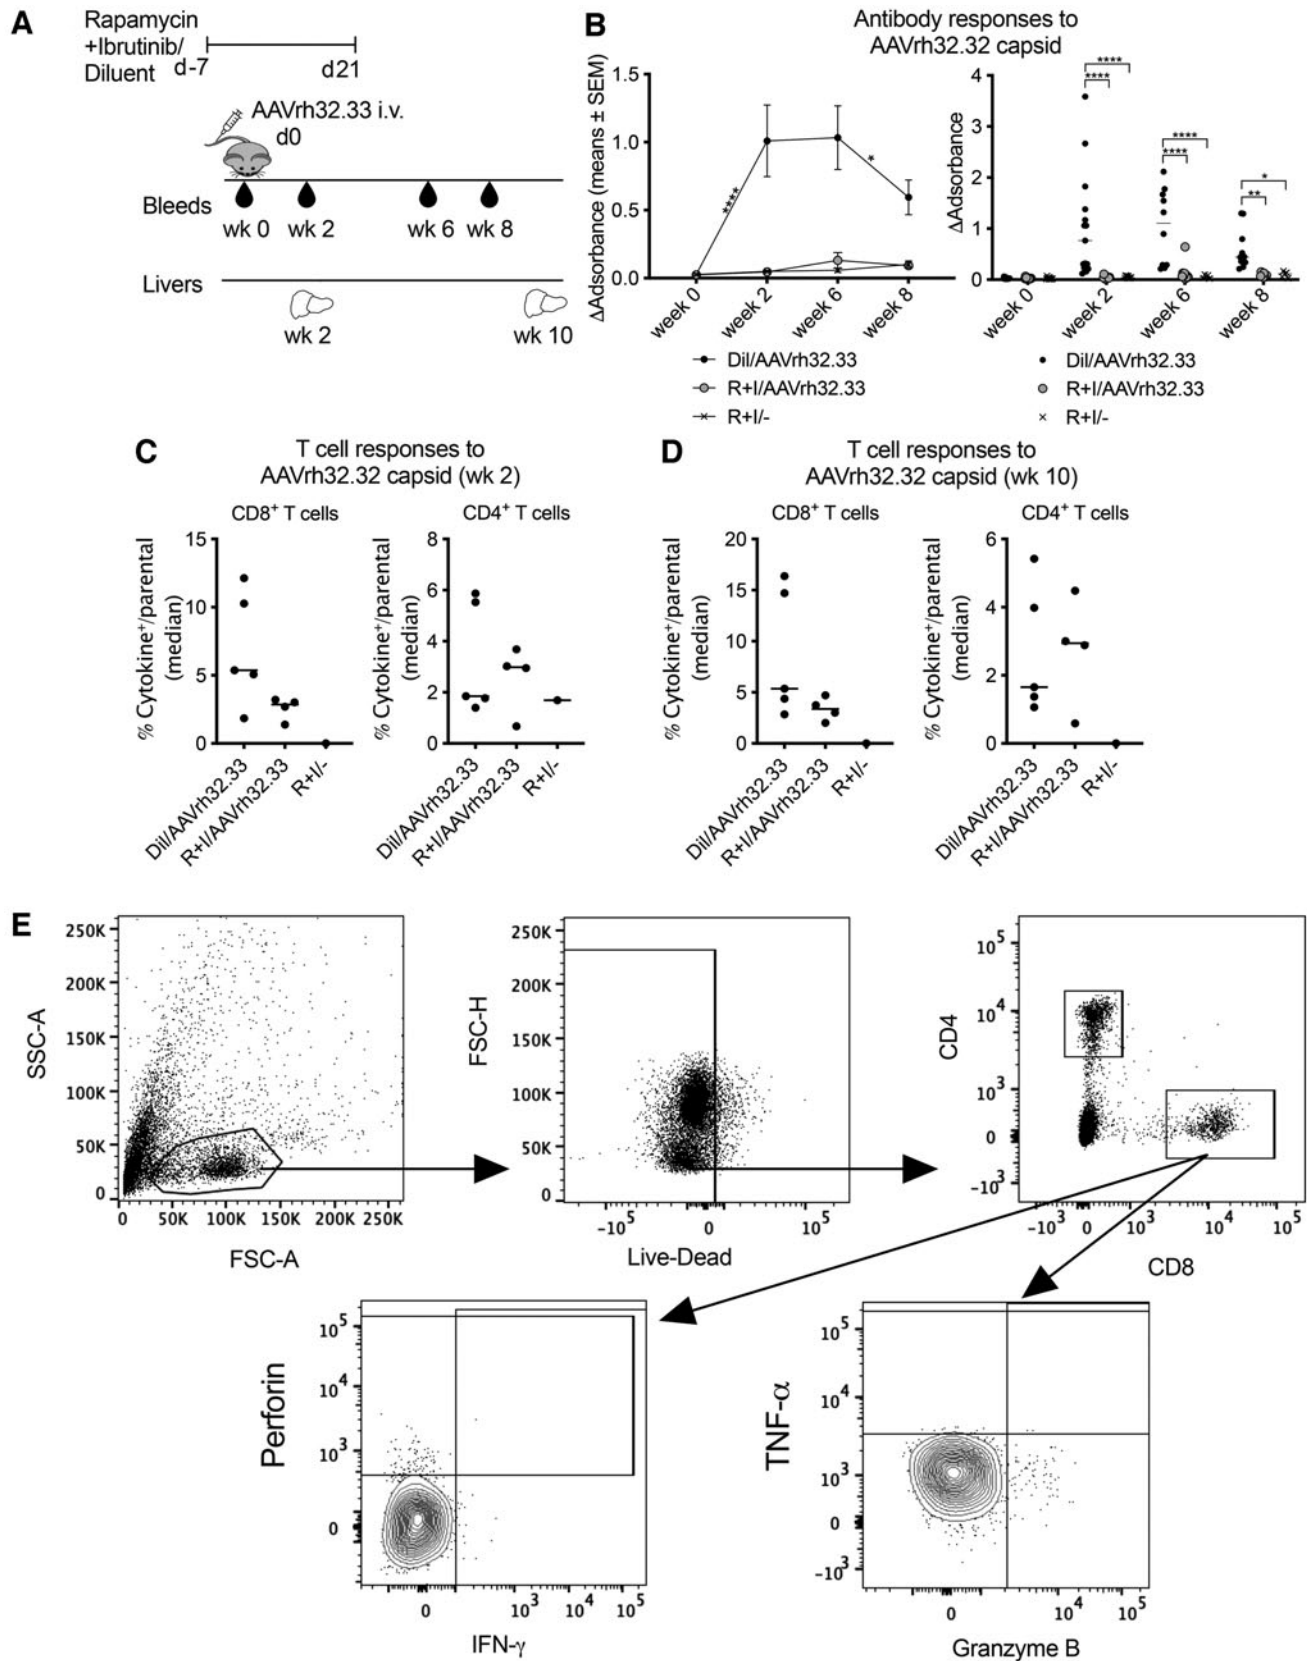 A
Rapamycin
+Ibrutinib/
Diluent
d-7
d21
AAVrh32.33 i.v.
d0
Bleeds
wk 0
wk 2
wk 6
wk 8
Livers
wk 2
wk 10
B
Antibody responses to
AAVrh32.32 capsid
ΔAdsorbance (means ± SEM)
1.5
1.0
0.5
0.0
****
*
week 0
week 2
week 6
week 8
Dil/AAVrh32.33
R+I/AAVrh32.33
R+I/-
ΔAdsorbance
4
3
2
1
0
****
****
****
****
*
**
week 0
week 2
week 6
week 8
Dil/AAVrh32.33
R+I/AAVrh32.33
R+I/-
C
T cell responses to
AAVrh32.32 capsid (wk 2)
CD8+ T cells
% Cytokine+/parental
(median)
15
10
5
0
Dil/AAVrh32.33
R+I/AAVrh32.33
R+I/-
CD4+ T cells
% Cytokine+/parental
(median)
8
6
4
2
0
Dil/AAVrh32.33
R+I/AAVrh32.33
R+I/-
D
T cell responses to
AAVrh32.32 capsid (wk 10)
CD8+ T cells
% Cytokine+/parental
(median)
20
15
10
5
0
Dil/AAVrh32.33
R+I/AAVrh32.33
R+I/-
CD4+ T cells
% Cytokine+/parental
(median)
6
4
2
0
Dil/AAVrh32.33
R+I/AAVrh32.33
R+I/-
E
SSC-A
250K
200K
150K
100K
50K
0
0 50K 100K 150K 200K 250K
FSC-A
FSC-H
250K
200K
150K
100K
50K
0
-10^5 0 10^5
Live-Dead
CD4
10^5
10^4
10^3
0
-10^3
-10^3 0 10^3 10^4 10^5
CD8
Perforin
10^5
10^4
10^3
0
0 10^3 10^4 10^5
IFN-γ
TNF-α
10^5
10^4
10^3
0
-10^3
0 10^4 10^5
Granzyme B